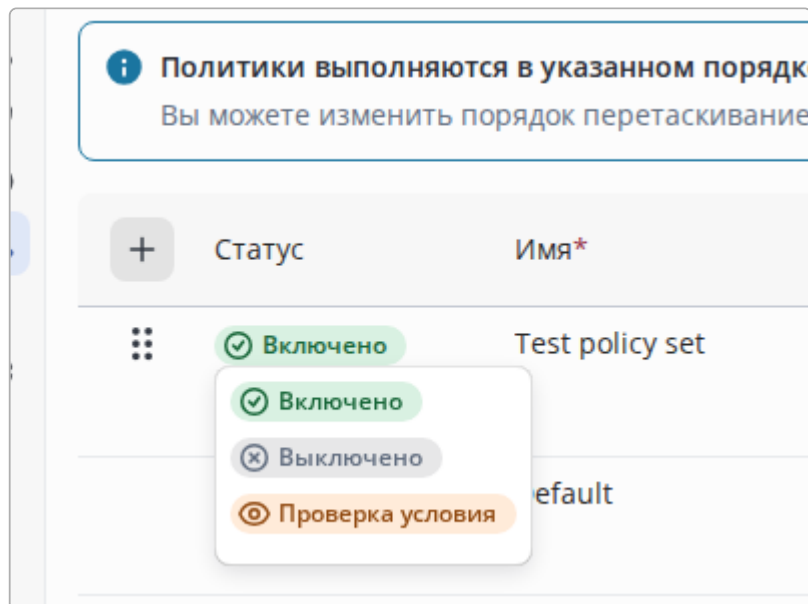 Политики выполняются в указанном порядк
Вы можете изменить порядок перетаскивание
Статус Имя*
Включено Test policy set
Включено
Выключено
efault
Проверка условия